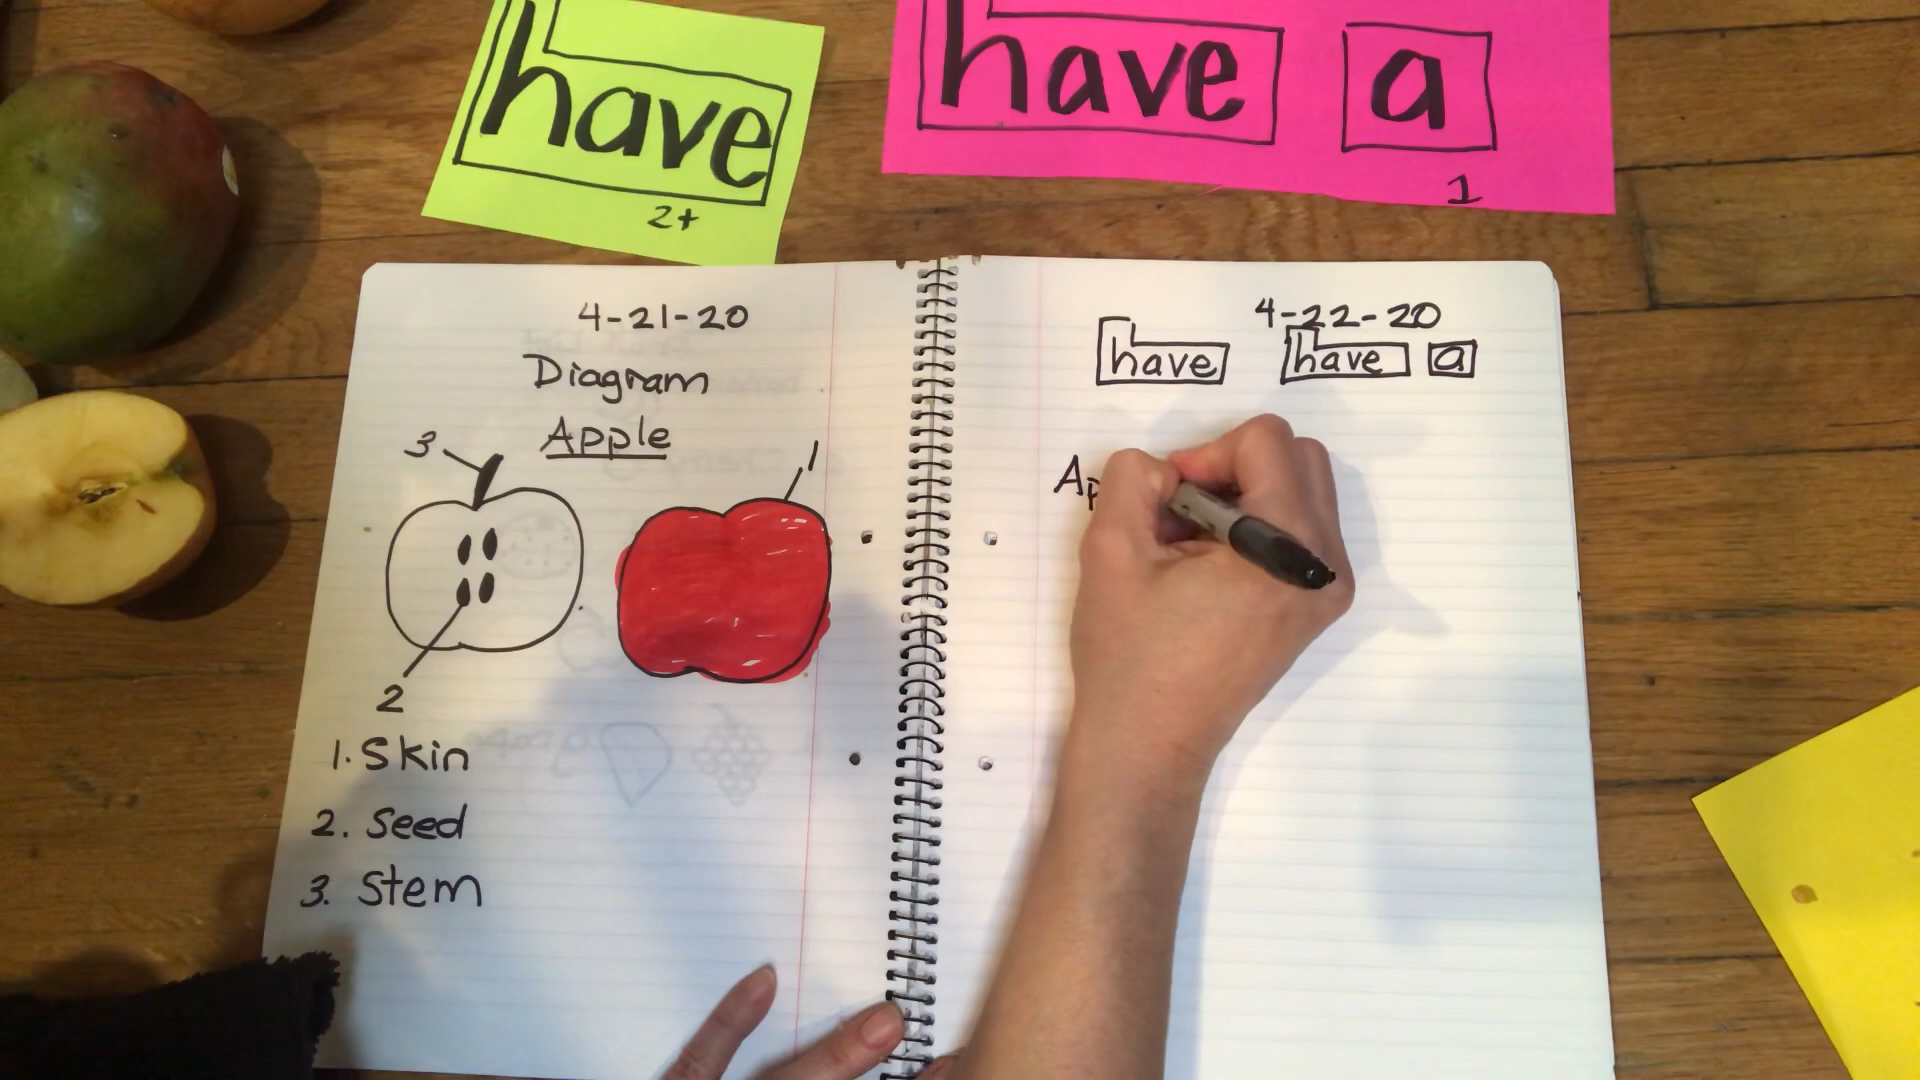 have
2+
have a
1
4-21-20
Diagram
Apple
3
1
2
1. Skin
2. Seed
3. Stem
4-22-20
have have a
Ap